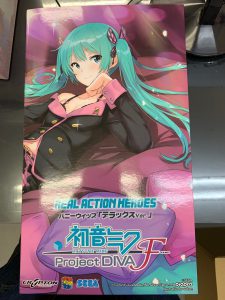 REAL ACTION HEROES
ハニーウィップ「デラックスVer.」
初音ミク
Project DIVA F
CRYPTON
SEGA